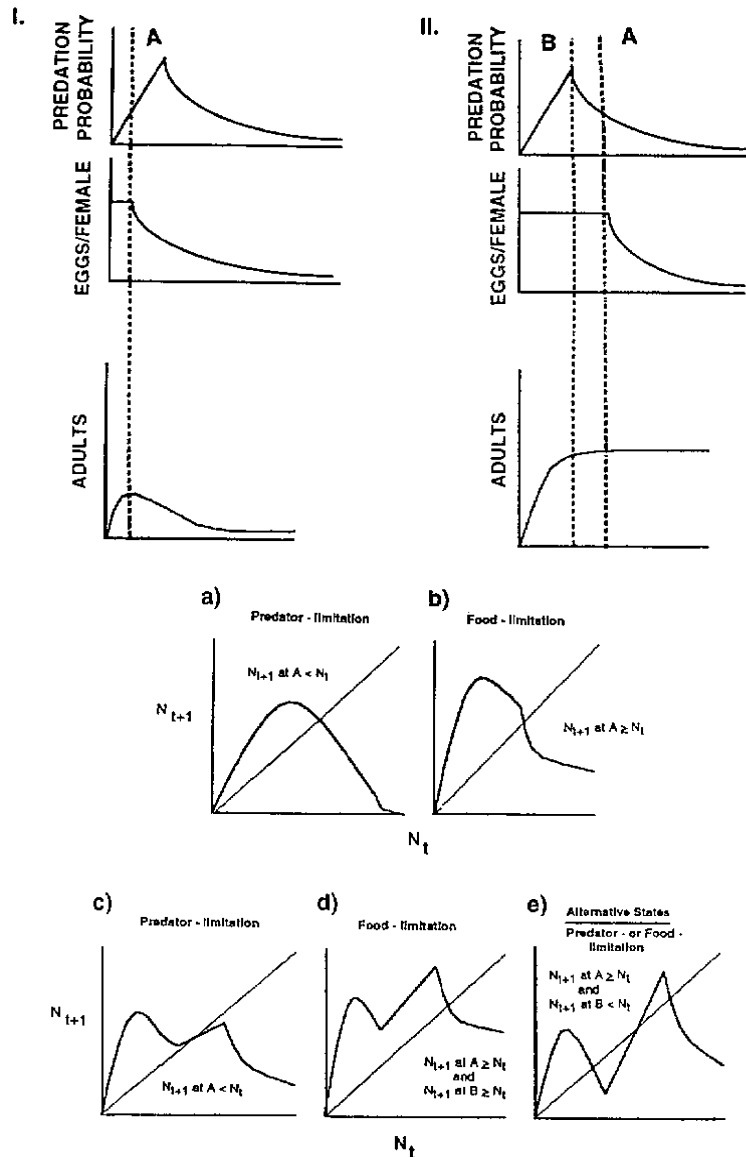 I.
A
PREDATION
PROBABILITY
EGGS/FEMALE
ADULTS
II.
B
A
PREDATION
PROBABILITY
EGGS/FEMALE
ADULTS
a)
Predator - limitation
N t+1 at A < N t
N t+1
b)
Food - limitation
N t+1 at A ≥ N t
N t
c)
Predator - limitation
N t+1
N t+1 at A < N t
d)
Food - limitation
N t+1 at A ≥ N t
and
N t+1 at B ≥ N t
e)
Alternative States
Predator - or Food -
limitation
N t+1 at A ≥ N t
and
N t+1 at B < N t
N t